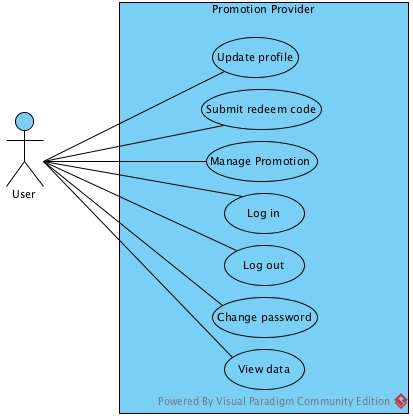 Promotion Provider
Update profile
Submit redeem code
Manage Promotion
User
Log in
Log out
Change password
View data
Powered By Visual Paradigm Community Edition